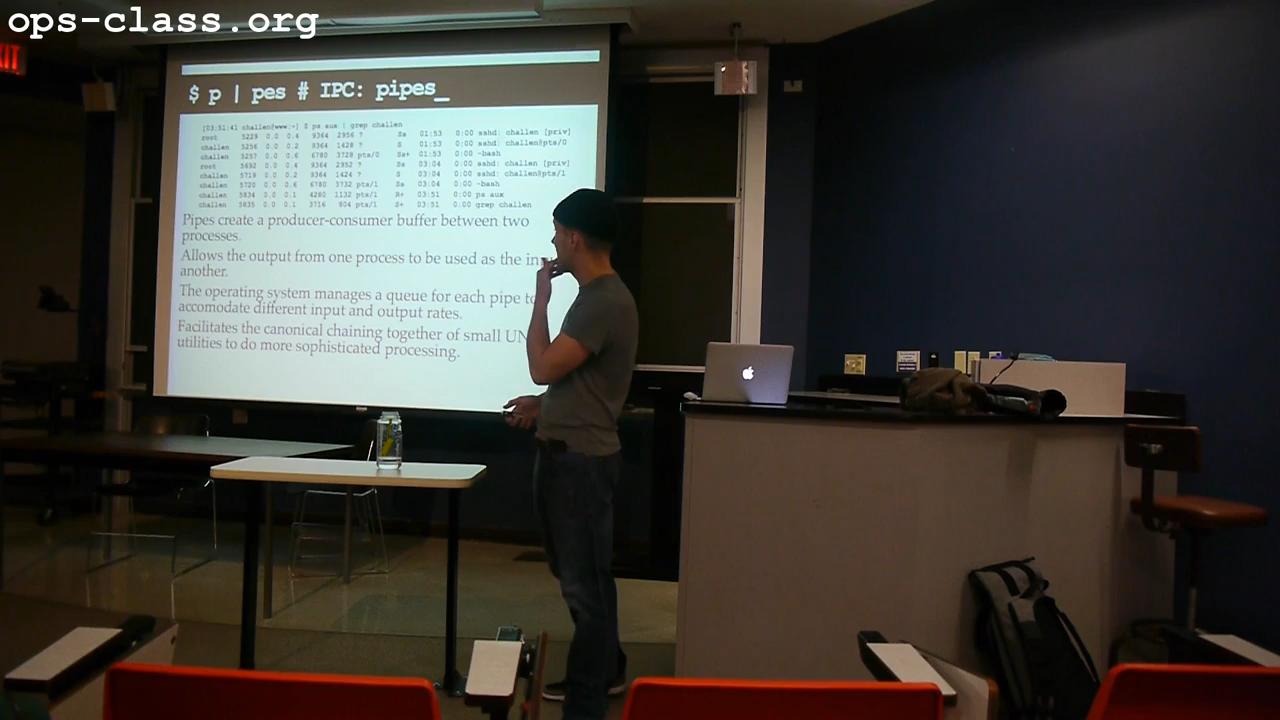 ops-class.org
$ p | pes # IPC: pipes_
[03:51:41 challen@www:~] $ ps aux | grep challen
root 5229 0.0 0.4 9364 2956 ? Ss 01:53 0:00 sshd: challen [priv]
challen 5256 0.0 0.2 9364 1428 ? S 01:53 0:00 sshd: challen@pts/0
challen 5257 0.0 0.6 6780 3728 pts/0 Ss+ 01:53 0:00 -bash
root 5692 0.0 0.4 9364 2952 ? Ss 03:04 0:00 sshd: challen [priv]
challen 5719 0.0 0.2 9364 1424 ? S 03:04 0:00 sshd: challen@pts/1
challen 5720 0.0 0.6 6780 3732 pts/1 Ss 03:04 0:00 -bash
challen 5834 0.0 0.1 4280 1132 pts/1 R+ 03:51 0:00 ps aux
challen 5835 0.0 0.1 3716 804 pts/1 S+ 03:51 0:00 grep challen
Pipes create a producer-consumer buffer between two
processes.
Allows the output from one process to be used as the
another.
The operating system manages a queue for each pipe to
accomodate different input and output rates.
Facilitates the canonical chaining together of small
utilities to do more sophisticated processing.